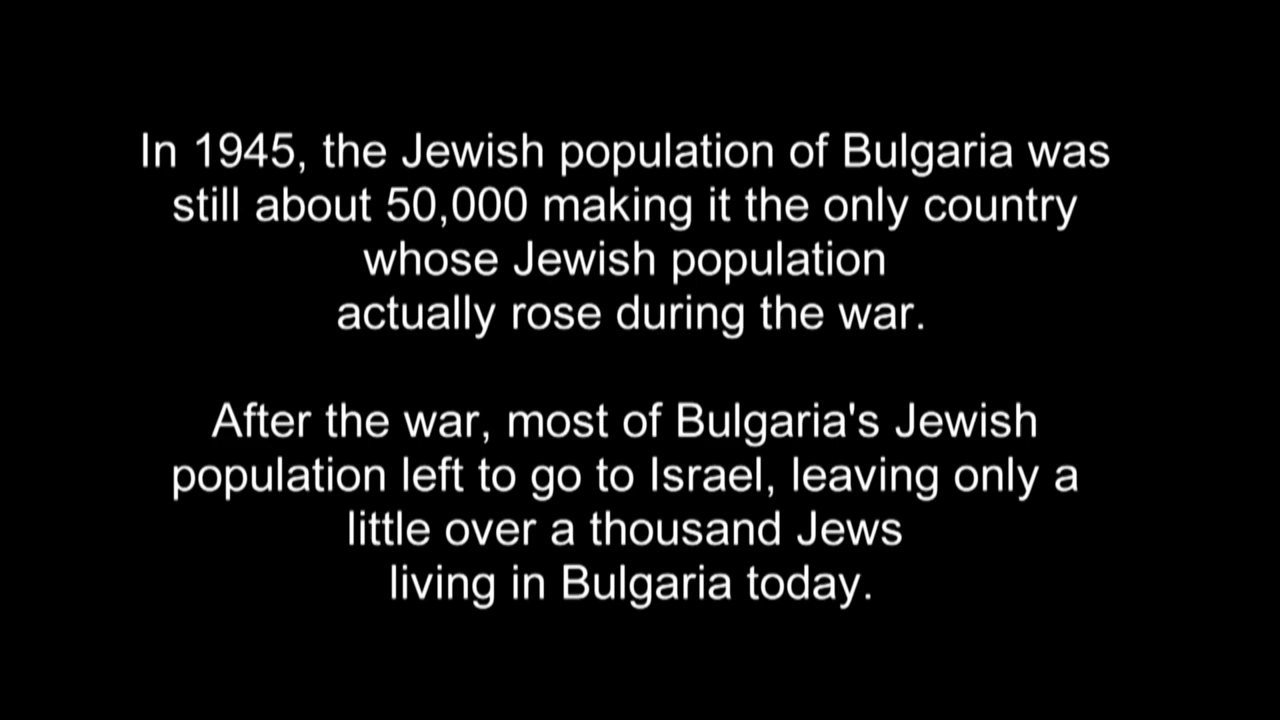 In 1945, the Jewish population of Bulgaria was
still about 50,000 making it the only country
whose Jewish population
actually rose during the war.
After the war, most of Bulgaria's Jewish
population left to go to Israel, leaving only a
little over a thousand Jews
living in Bulgaria today.